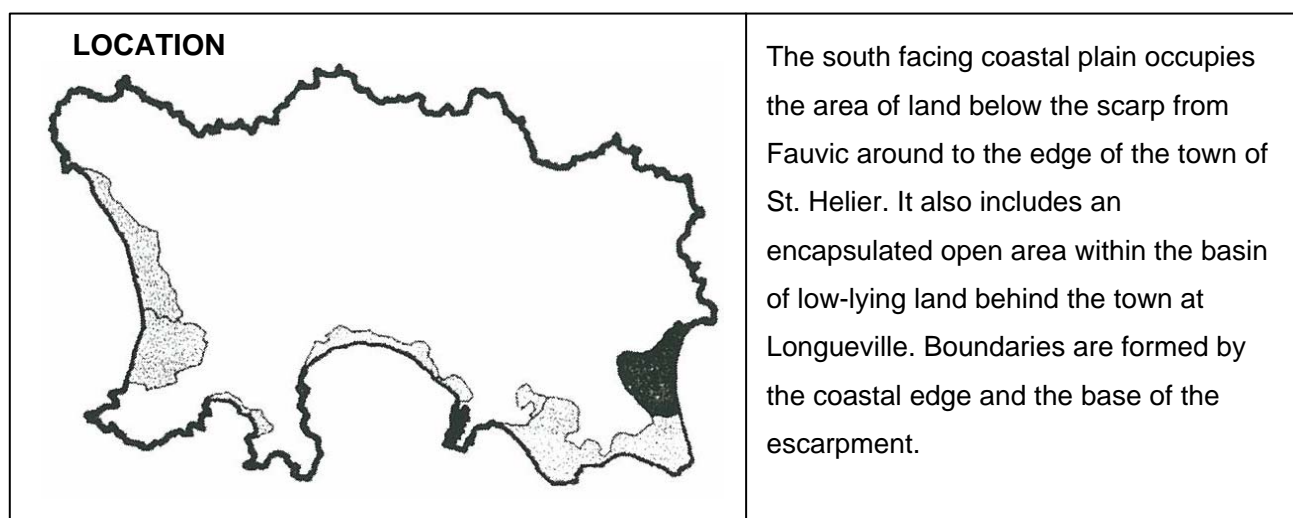 LOCATION
The south facing coastal plain occupies
the area of land below the scarp from
Fauvic around to the edge of the town of
St. Helier. It also includes an
encapsulated open area within the basin
of low-lying land behind the town at
Longueville. Boundaries are formed by
the coastal edge and the base of the
escarpment.